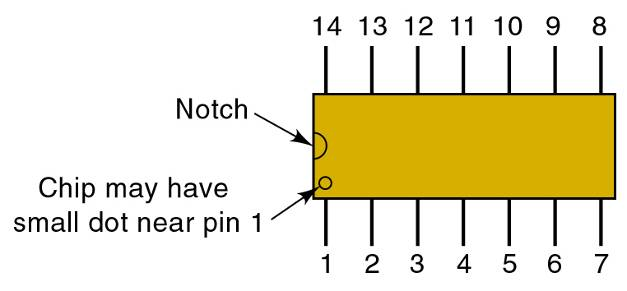 14 13 12 11 10 9 8
Notch
Chip may have
small dot near pin 1
1 2 3 4 5 6 7